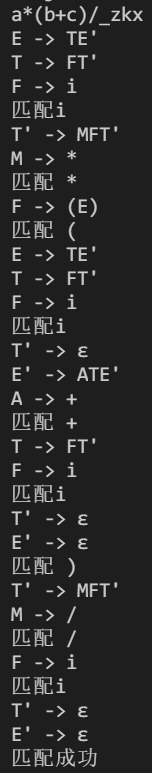 a*(b+c)/_zkx
E -> TE'
T -> FT'
F -> i
匹配i
T' -> MFT'
M -> *
匹配 *
F -> (E)
匹配 (
E -> TE'
T -> FT'
F -> i
匹配i
T' -> ε
E' -> ATE'
A -> +
匹配 +
T -> FT'
F -> i
匹配i
T' -> ε
E' -> ε
匹配 )
T' -> MFT'
M -> /
匹配 /
F -> i
匹配i
T' -> ε
E' -> ε
匹配成功